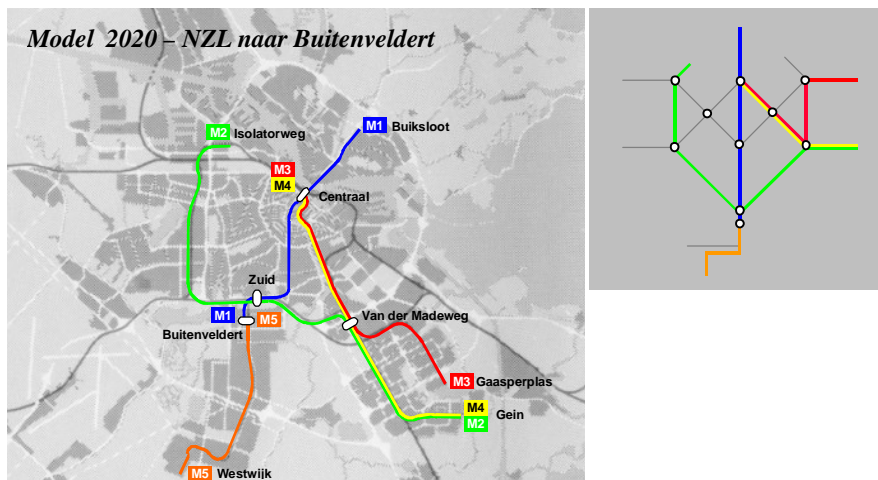 Model 2020 – NZL naar Buitenveldert
M2 Isolatorweg
M1 Buiksloot
M3
M4
Centraal
Zuid
M1
M5
Buitenveldert
Van der Madeweg
M3 Gaasperplas
M4
Gein
M2
M5 Westwijk